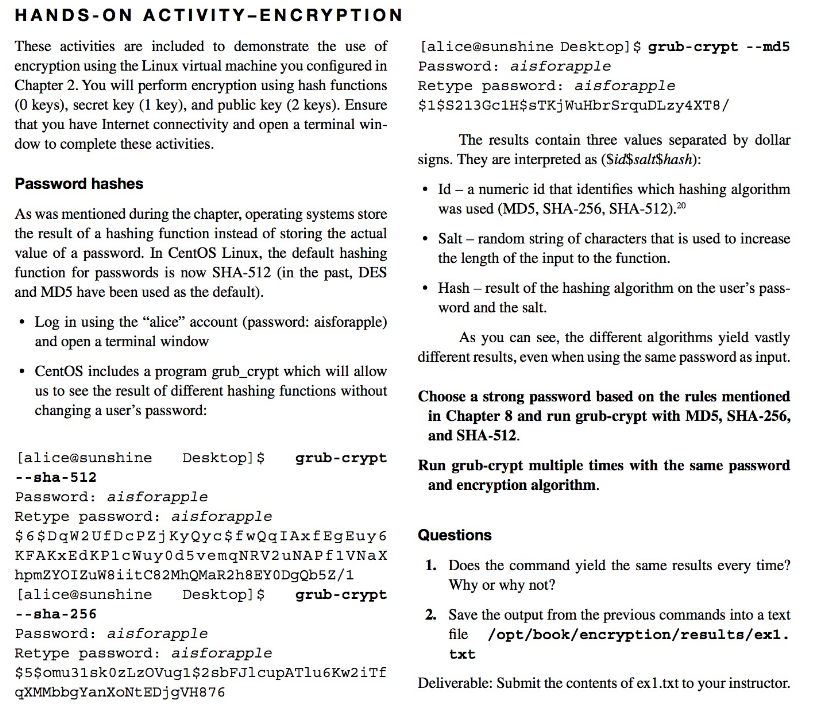 HANDS-ON ACTIVITY–ENCRYPTION
These activities are included to demonstrate the use of
encryption using the Linux virtual machine you configured in
Chapter 2. You will perform encryption using hash functions
(0 keys), secret key (1 key), and public key (2 keys). Ensure
that you have Internet connectivity and open a terminal win-
dow to complete these activities.
Password hashes
As was mentioned during the chapter, operating systems store
the result of a hashing function instead of storing the actual
value of a password. In CentOS Linux, the default hashing
function for passwords is now SHA-512 (in the past, DES
and MD5 have been used as the default).
• Log in using the “alice” account (password: aisforapple)
and open a terminal window
• CentOS includes a program grub_crypt which will allow
us to see the result of different hashing functions without
changing a user’s password:
[alice@sunshine Desktop]$ grub-crypt
--sha-512
Password: aisforapple
Retype password: aisforapple
$6$DqW2UfDcPZjKyQyc$fwQqIAxfEgEuy6
KFAKxEdKP1cWuy0d5vemqNRV2uNAPf1VNaX
hpmZYOIZuW8iitC82MhQMaR2h8EY0DgQb5Z/1
[alice@sunshine Desktop]$ grub-crypt
--sha-256
Password: aisforapple
Retype password: aisforapple
$5$omu31sk0zLzOVug1$2sbFJlcupATlu6Kw2iTf
qXMMbbgYanXoNtEDjgVH876
[alice@sunshine Desktop]$ grub-crypt --md5
Password: aisforapple
Retype password: aisforapple
$1$S213Gc1H$sTKjWuHbrSrquDLzy4XT8/
The results contain three values separated by dollar
signs. They are interpreted as ($id$salt$hash):
• Id – a numeric id that identifies which hashing algorithm
was used (MD5, SHA-256, SHA-512).20
• Salt – random string of characters that is used to increase
the length of the input to the function.
• Hash – result of the hashing algorithm on the user’s pass-
word and the salt.
As you can see, the different algorithms yield vastly
different results, even when using the same password as input.
Choose a strong password based on the rules mentioned
in Chapter 8 and run grub-crypt with MD5, SHA-256,
and SHA-512.
Run grub-crypt multiple times with the same password
and encryption algorithm.
Questions
1. Does the command yield the same results every time?
Why or why not?
2. Save the output from the previous commands into a text
file /opt/book/encryption/results/ex1.
txt
Deliverable: Submit the contents of ex1.txt to your instructor.